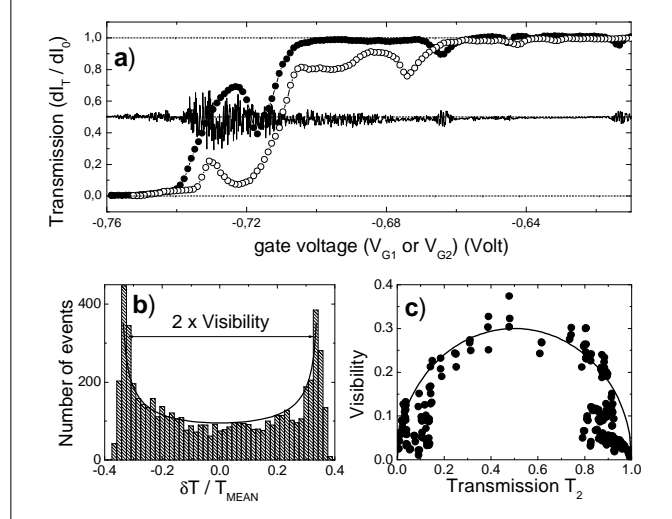 a)
Transmission (dI_T / dI_0)
1,0
0,8
0,6
0,4
0,2
0,0
-0,76 -0,72 -0,68 -0,64
gate voltage (V_G1 or V_G2) (Volt)
b)
2 x Visibility
Number of events
400
200
0
-0.4 -0.2 0.0 0.2 0.4
δT / T_MEAN
c)
Visibility
0.4
0.3
0.2
0.1
0.0
0.0 0.2 0.4 0.6 0.8 1.0
Transmission T_2